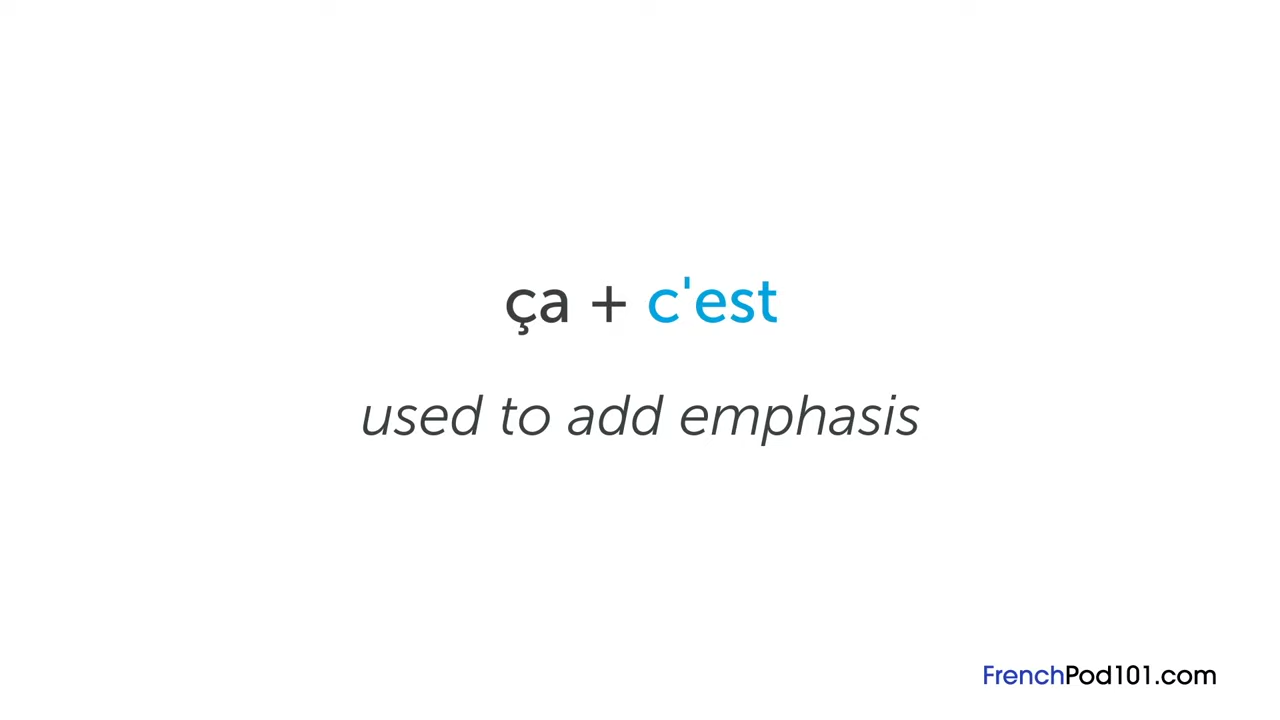 ça + c'est
used to add emphasis
FrenchPod101.com